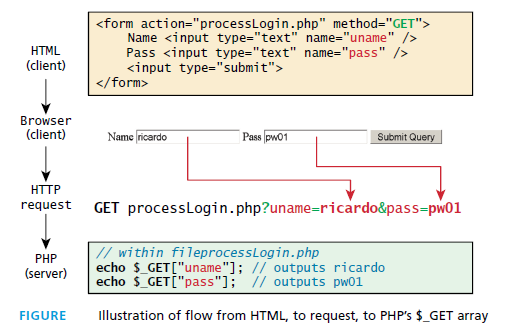 <form action="processLogin.php" method="GET">
Name <input type="text" name="uname" />
Pass <input type="text" name="pass" />
<input type="submit">
</form>
HTML
(client)
Browser
(client)
Name ricardo Pass pw01 Submit Query
HTTP
request
GET processLogin.php?uname=ricardo&pass=pw01
PHP
(server)
// within fileprocessLogin.php
echo $_GET["uname"]; // outputs ricardo
echo $_GET["pass"]; // outputs pw01
FIGURE Illustration of flow from HTML, to request, to PHP's $_GET array